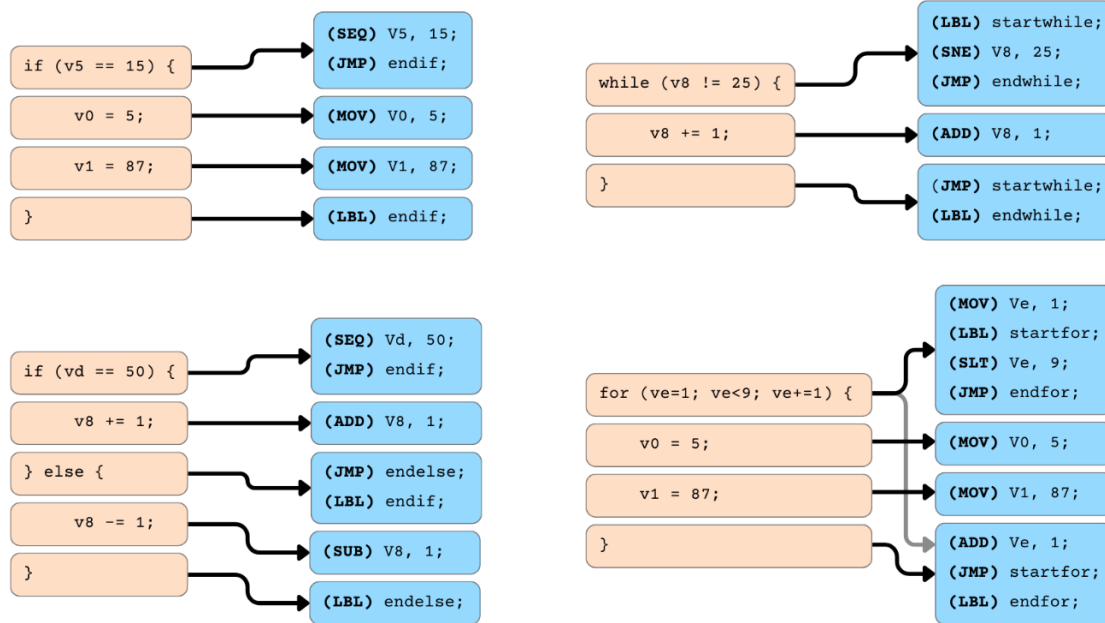 if (v5 == 15) {
v0 = 5;
v1 = 87;
}
(SEQ) V5, 15;
(JMP) endif;
(MOV) V0, 5;
(MOV) V1, 87;
(LBL) endif;
while (v8 != 25) {
v8 += 1;
}
(LBL) startwhile;
(SNE) V8, 25;
(JMP) endwhile;
(ADD) V8, 1;
(JMP) startwhile;
(LBL) endwhile;
if (vd == 50) {
v8 += 1;
} else {
v8 -= 1;
}
(SEQ) Vd, 50;
(JMP) endif;
(ADD) V8, 1;
(JMP) endelse;
(LBL) endif;
(SUB) V8, 1;
(LBL) endelse;
for (ve=1; ve<9; ve+=1) {
v0 = 5;
v1 = 87;
}
(MOV) Ve, 1;
(LBL) startfor;
(SLT) Ve, 9;
(JMP) endfor;
(MOV) V0, 5;
(MOV) V1, 87;
(ADD) Ve, 1;
(JMP) startfor;
(LBL) endfor;